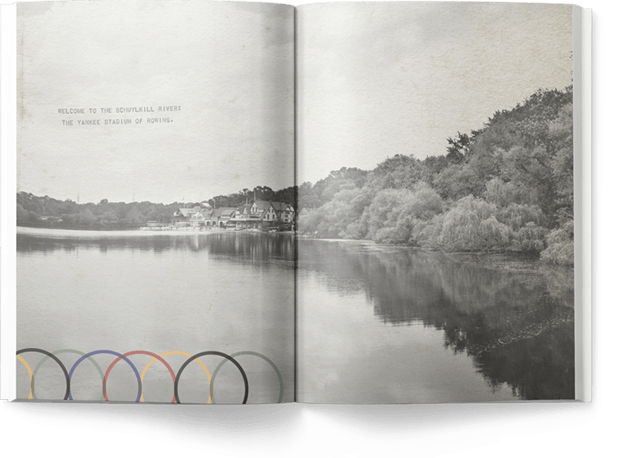 WELCOME TO THE SCHUYLKILL RIVER:
THE YANKEE STADIUM OF ROWING.